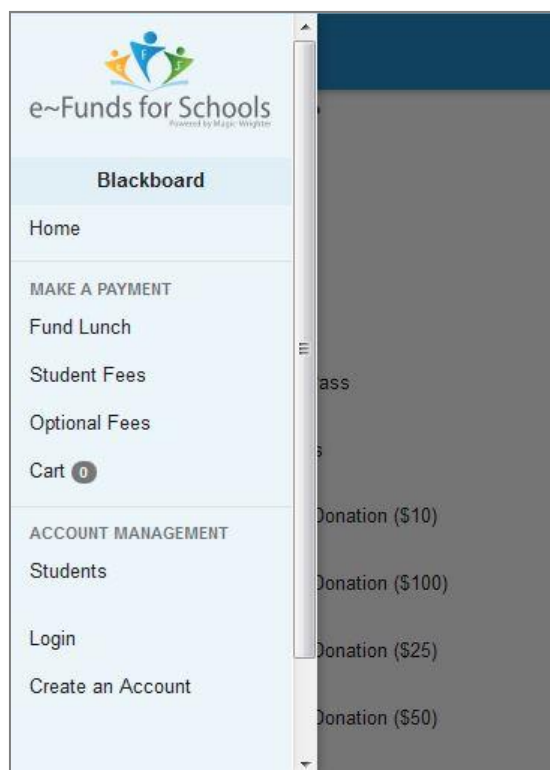 e~Funds for Schools
Powered by Magic Wrighter
Blackboard
Home
MAKE A PAYMENT
Fund Lunch
Student Fees
Optional Fees
Cart 0
ACCOUNT MANAGEMENT
Students
Login
Create an Account
ass
s
Donation ($10)
Donation ($100)
Donation ($25)
Donation ($50)